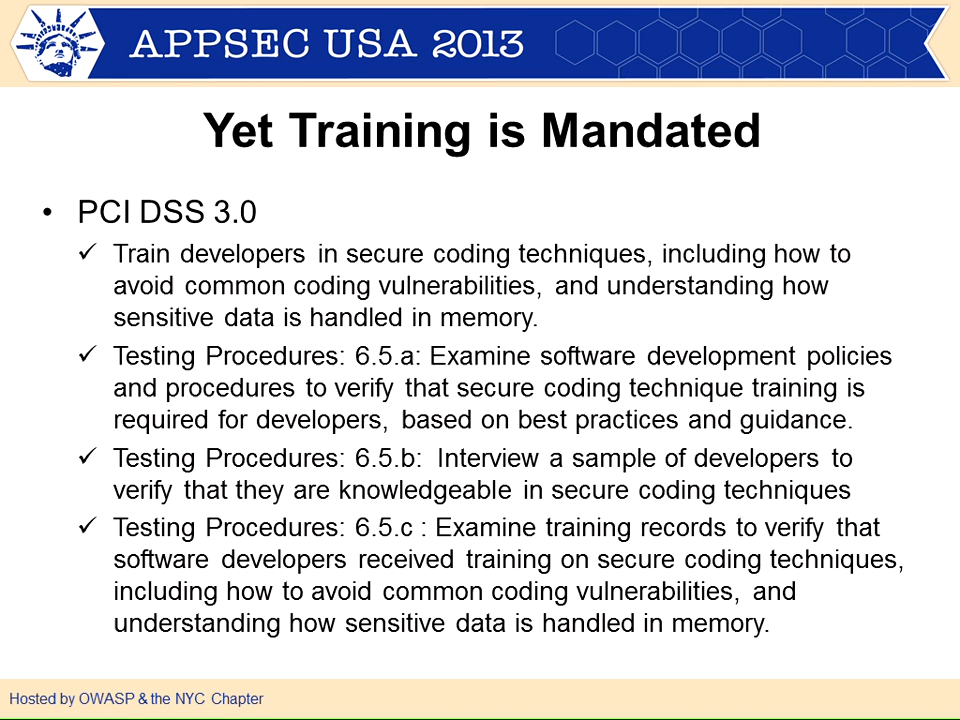 APPSEC USA 2013
Yet Training is Mandated
• PCI DSS 3.0
✓ Train developers in secure coding techniques, including how to
avoid common coding vulnerabilities, and understanding how
sensitive data is handled in memory.
✓ Testing Procedures: 6.5.a: Examine software development policies
and procedures to verify that secure coding technique training is
required for developers, based on best practices and guidance.
✓ Testing Procedures: 6.5.b:  Interview a sample of developers to
verify that they are knowledgeable in secure coding techniques
✓ Testing Procedures: 6.5.c : Examine training records to verify that
software developers received training on secure coding techniques,
including how to avoid common coding vulnerabilities, and
understanding how sensitive data is handled in memory.
Hosted by OWASP & the NYC Chapter